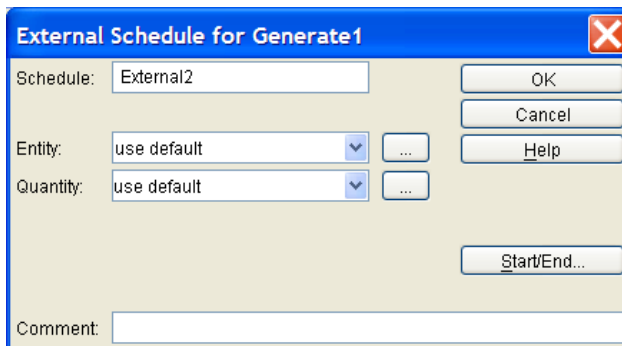 External Schedule for Generate1
Schedule: External2
OK
Cancel
Entity: use default ...
Help
Quantity: use default ...
Start/End...
Comment: